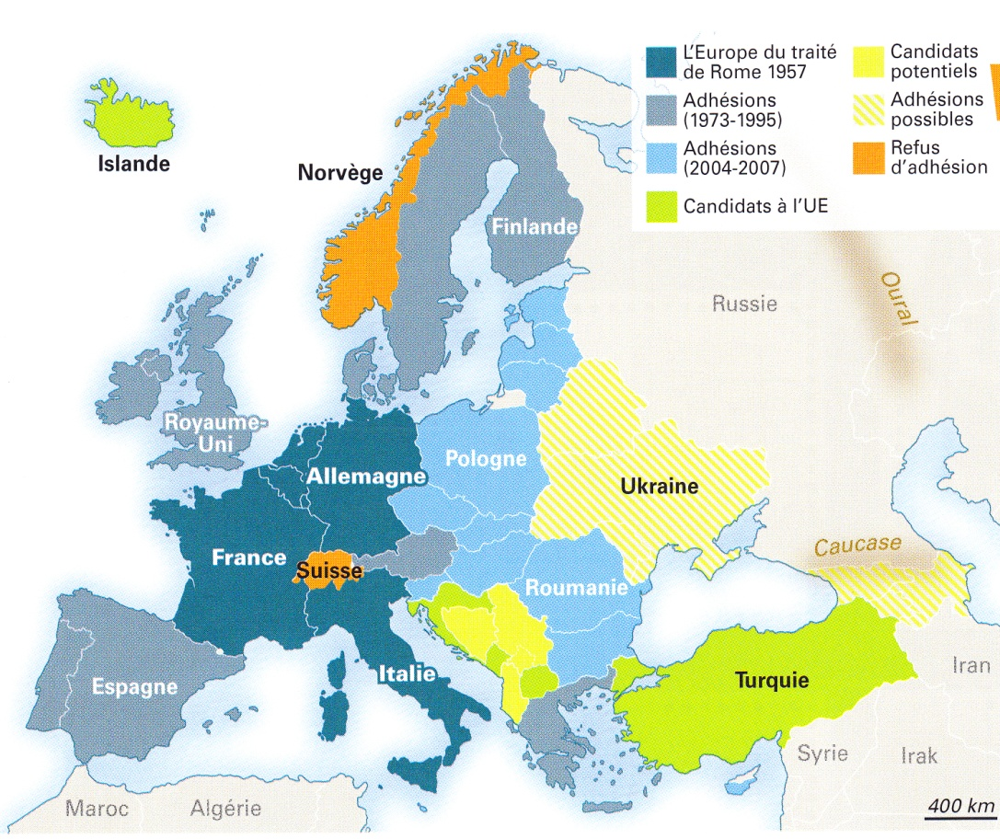 L'Europe du traité
de Rome 1957
Adhésions
(1973-1995)
Adhésions
(2004-2007)
Candidats à l'UE
Candidats
potentiels
Adhésions
possibles
Refus
d'adhésion
Islande
Norvège
Finlande
Russie
Oural
Royaume-
Uni
Pologne
Allemagne
Ukraine
Caucase
France
Suisse
Roumanie
Italie
Espagne
Turquie
Iran
Syrie
Irak
Maroc
Algérie
400 km